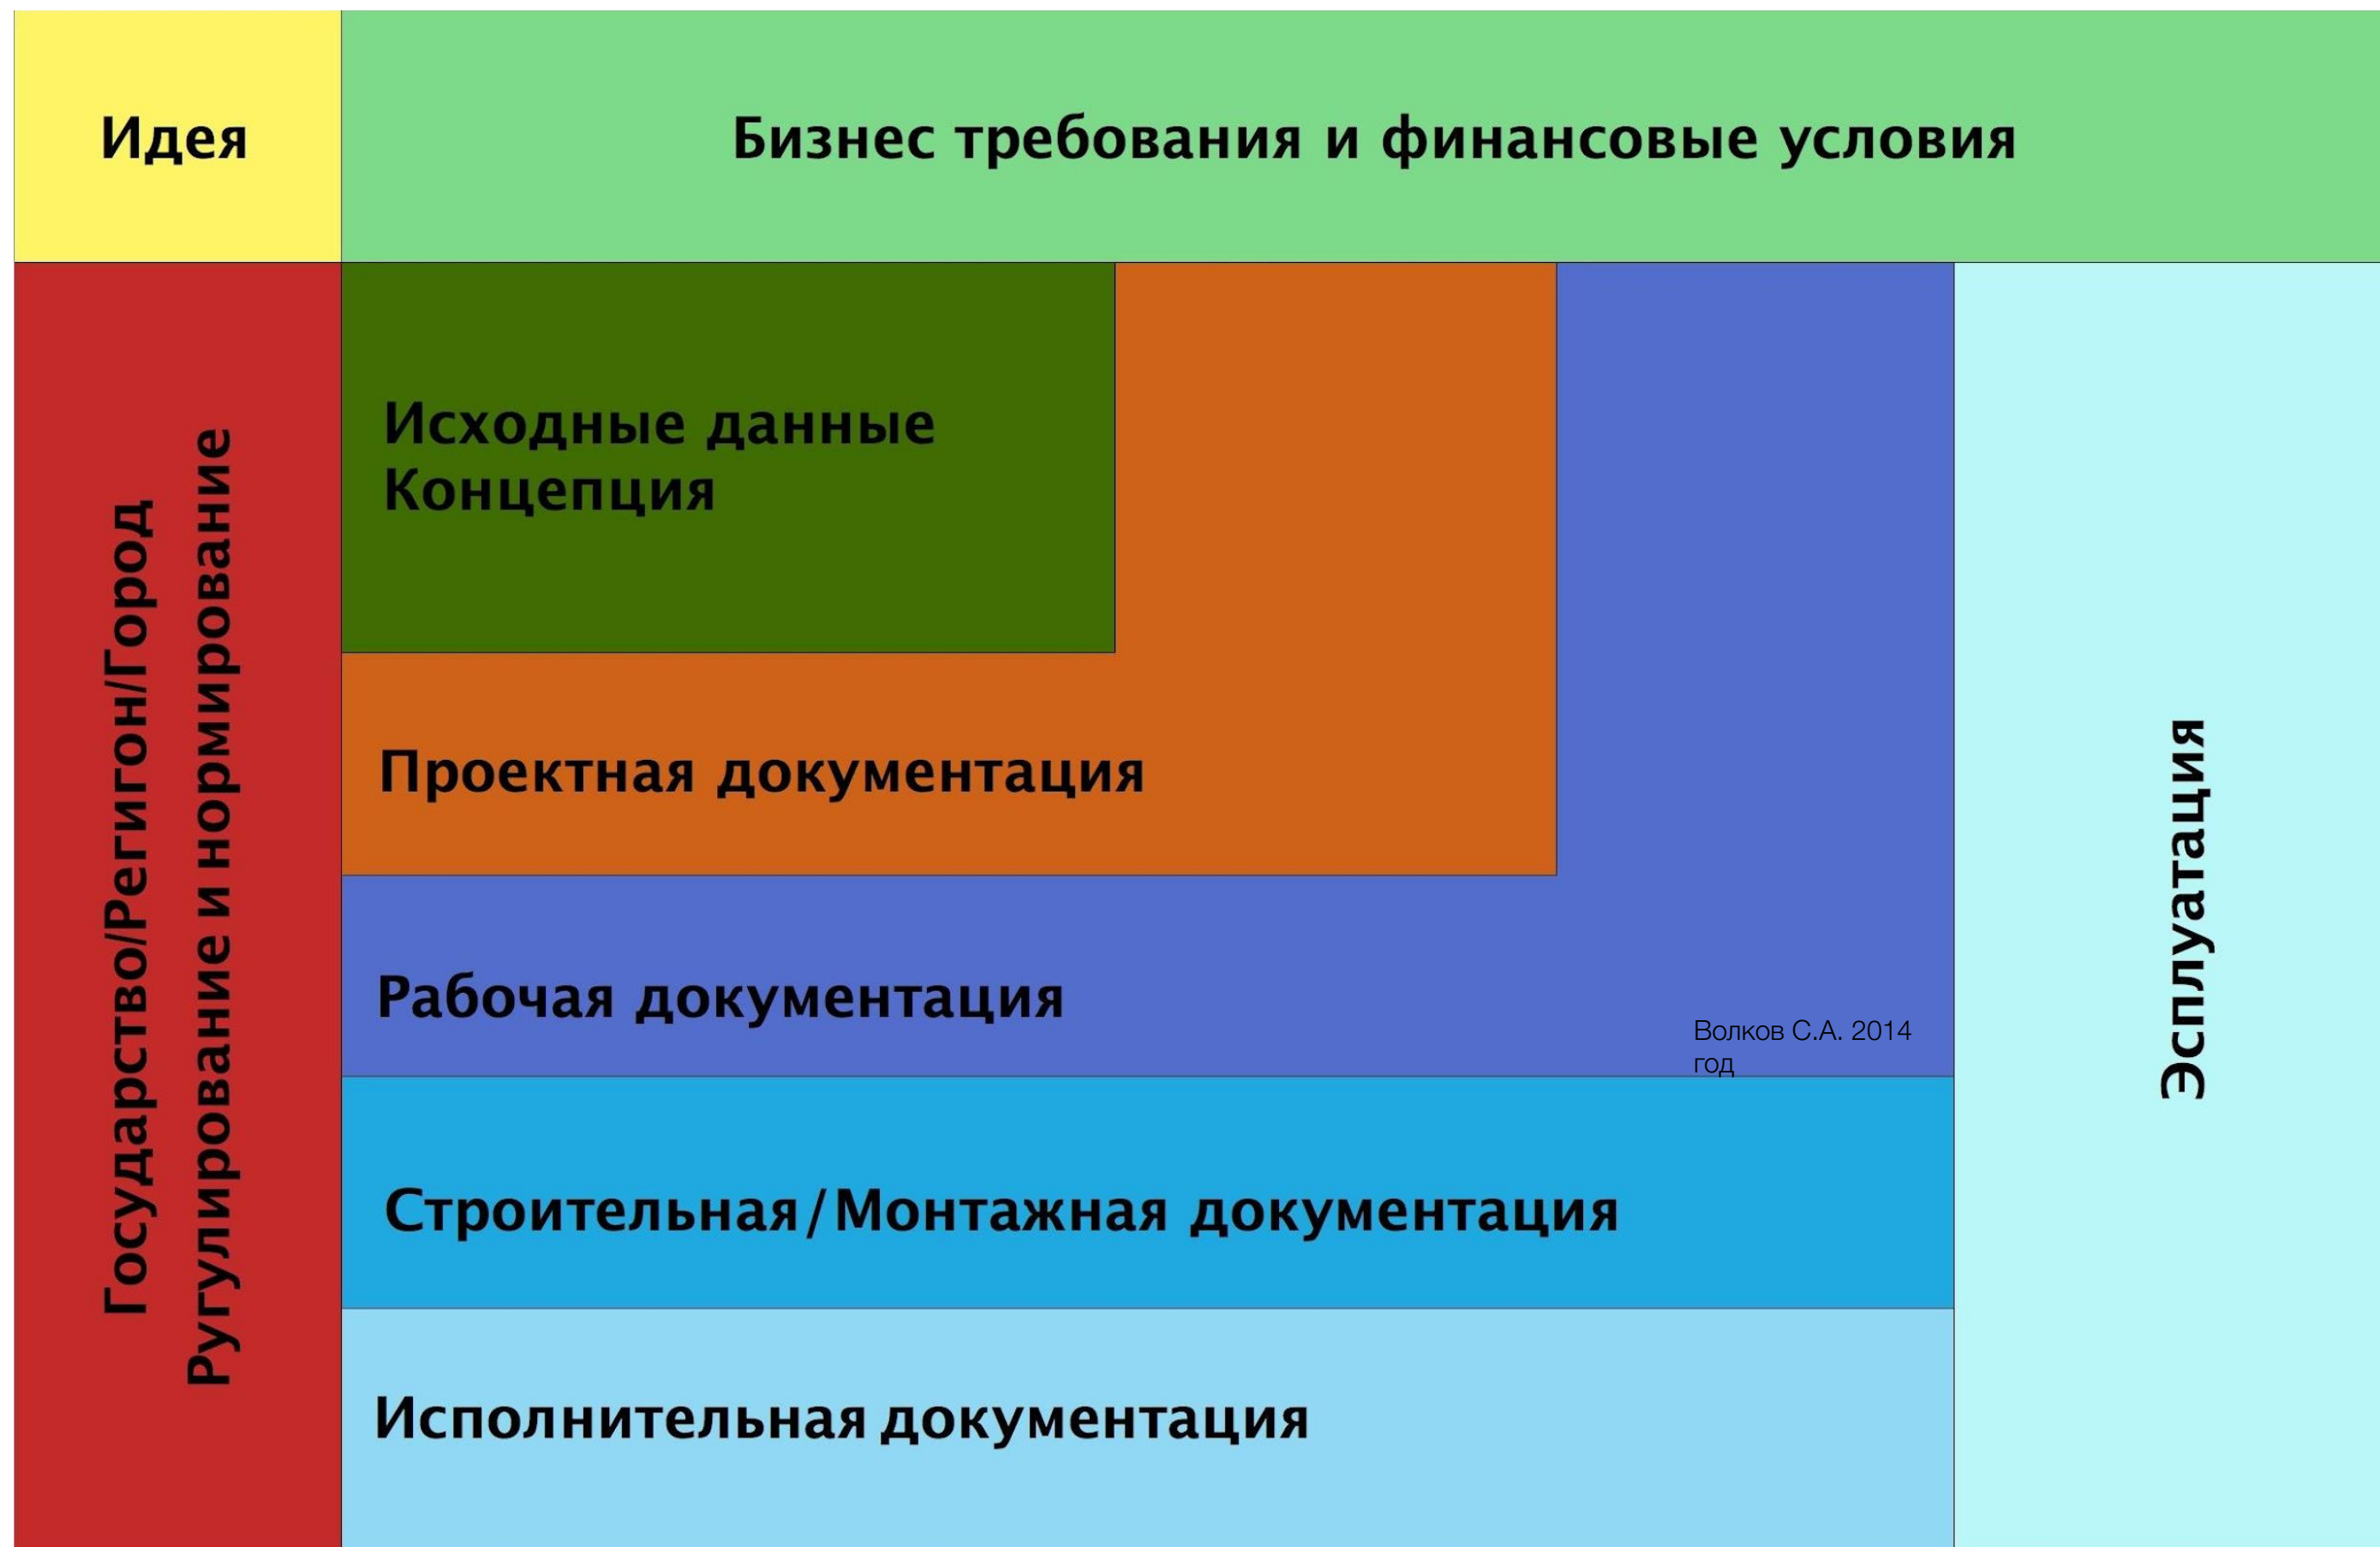 Идея
Бизнес требования и финансовые условия
Государство/Регигон/Город
Ругулирование и нормирование
Исходные данные
Концепция
Проектная документация
Рабочая документация
Волков С.А. 2014
год
Строительная/Монтажная документация
Исполнительная документация
Эсплуатация